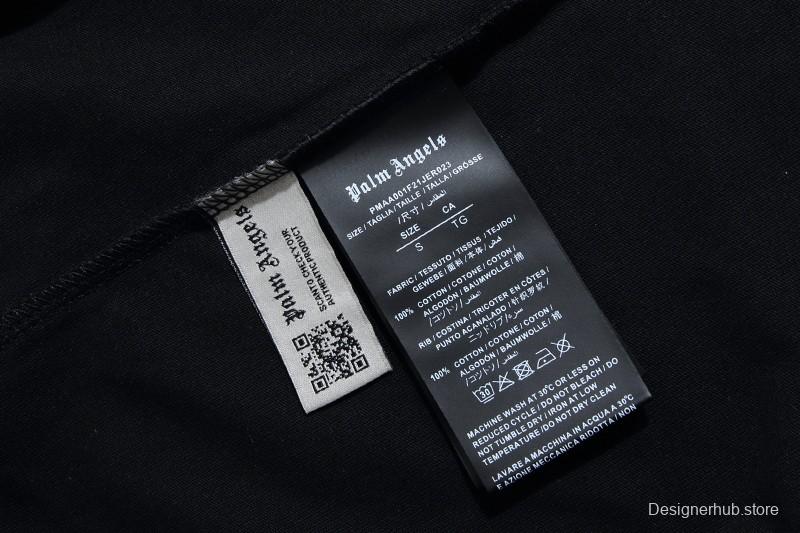 Palm Angels
SCAN TO CHECK YOUR
AUTHENTIC PRODUCT
Palm Angels
PMAA001F21JER023
SIZE / TAGLIA / TAILLE / TALLA / GRÖSSE
/尺寸/ المقاس /
SIZE CA
S TG
FABRIC / TESSUTO / TISSUS / TEJIDO /
GEWEBE / 面料 / 本体 /
100% COTTON / COTONE / COTON /
ALGODÓN / BAUMWOLLE / 棉
/コットン/
RIB / COSTINA / TRICOTER EN CÔTES /
PUNTO ACANALADO / 针织罗纹 /
ニットリブ /
100% COTTON / COTONE / COTON /
ALGODÓN / BAUMWOLLE / 棉
/コットン/
30
MACHINE WASH AT 30°C OR LESS ON
REDUCED CYCLE / DO NOT BLEACH / DO
NOT TUMBLE DRY / IRON AT LOW
TEMPERATURE / DO NOT DRY CLEAN
LAVARE A MACCHINA IN ACQUA A 30°C
E AZIONE MECCANICA RIDOTTA / NON
Designerhub.store